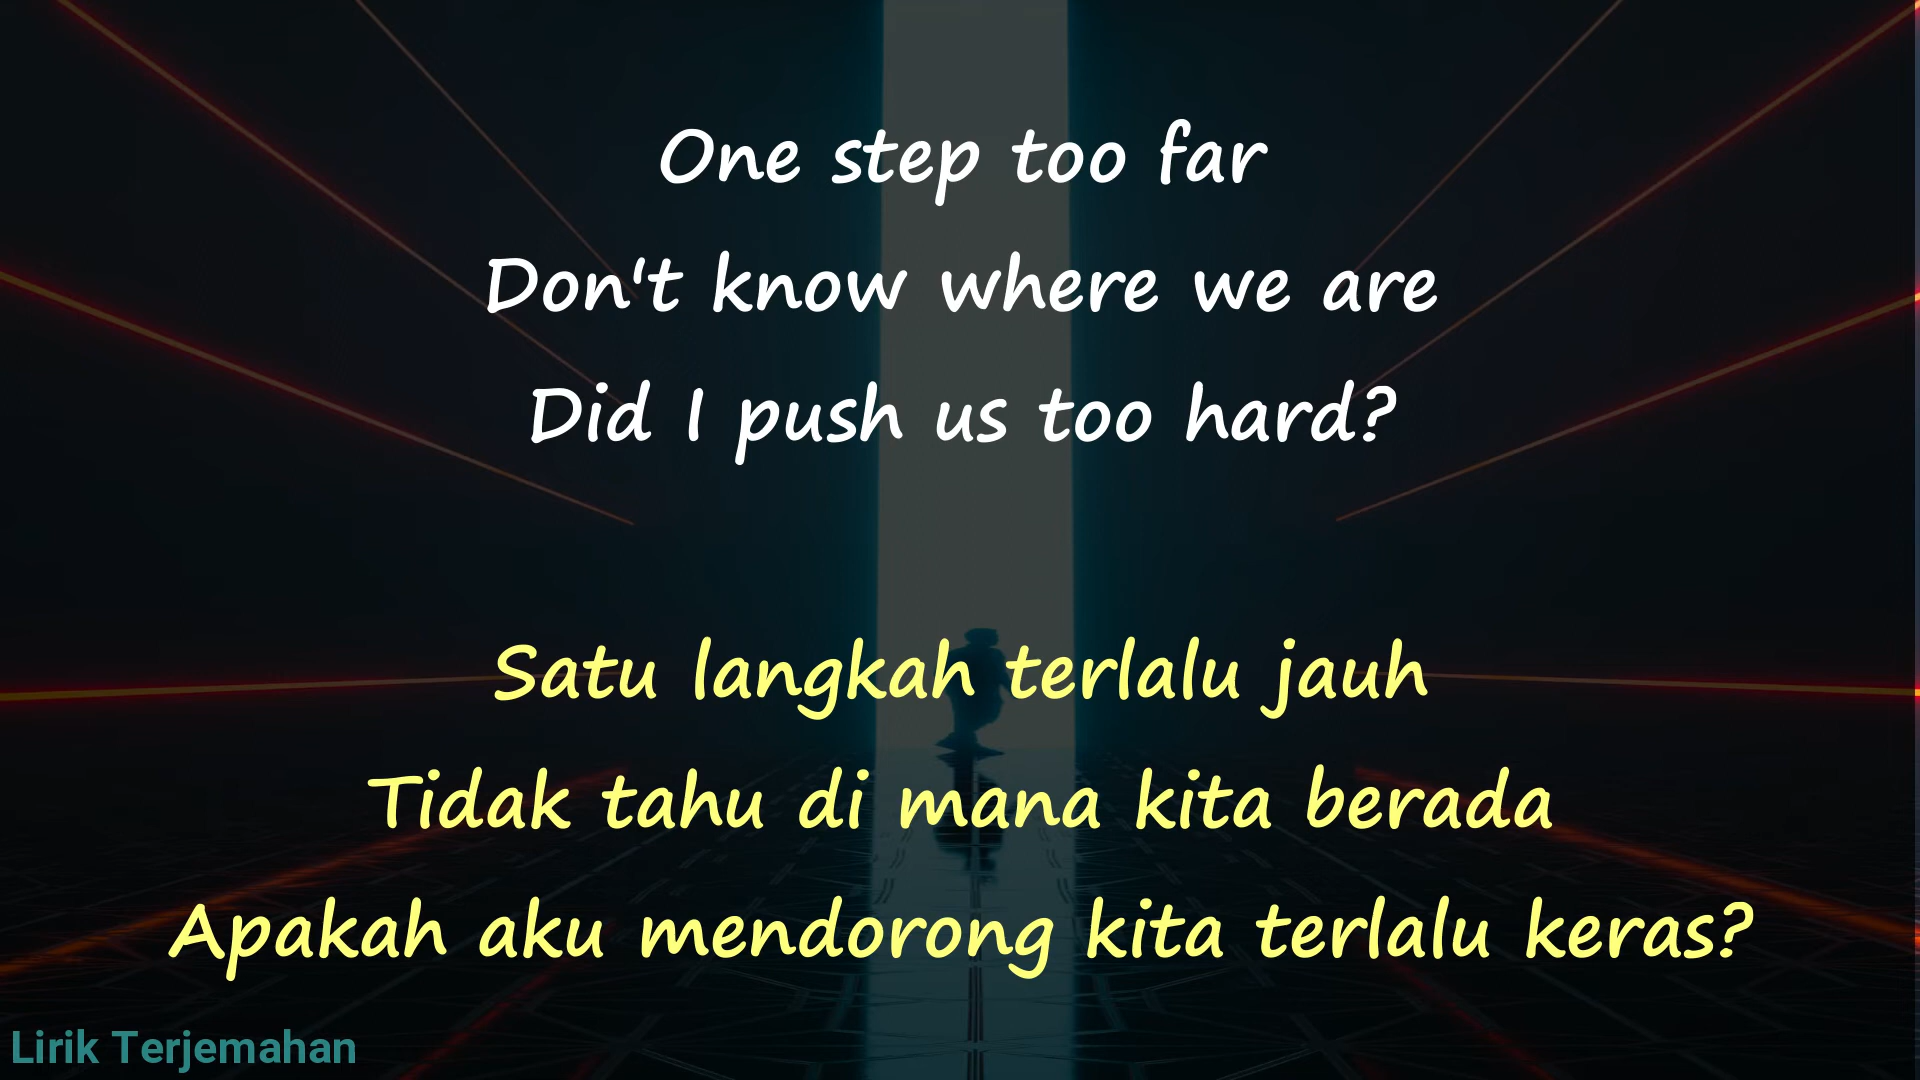 One step too far
Don't know where we are
Did I push us too hard?
Satu langkah terlalu jauh
Tidak tahu di mana kita berada
Apakah aku mendorong kita terlalu keras?
Lirik Terjemahan